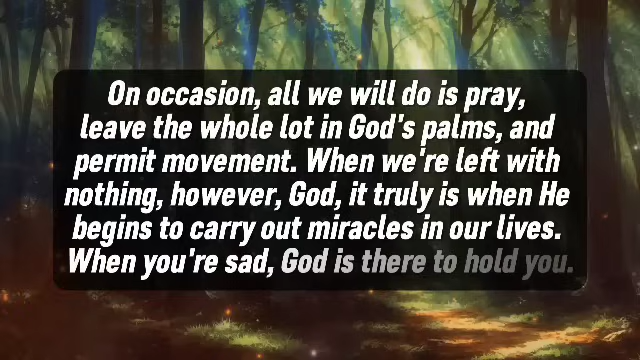 On occasion, all we will do is pray,
leave the whole lot in God's palms, and
permit movement. When we're left with
nothing, however, God, it truly is when He
begins to carry out miracles in our lives.
When you're sad, God is there to hold you.